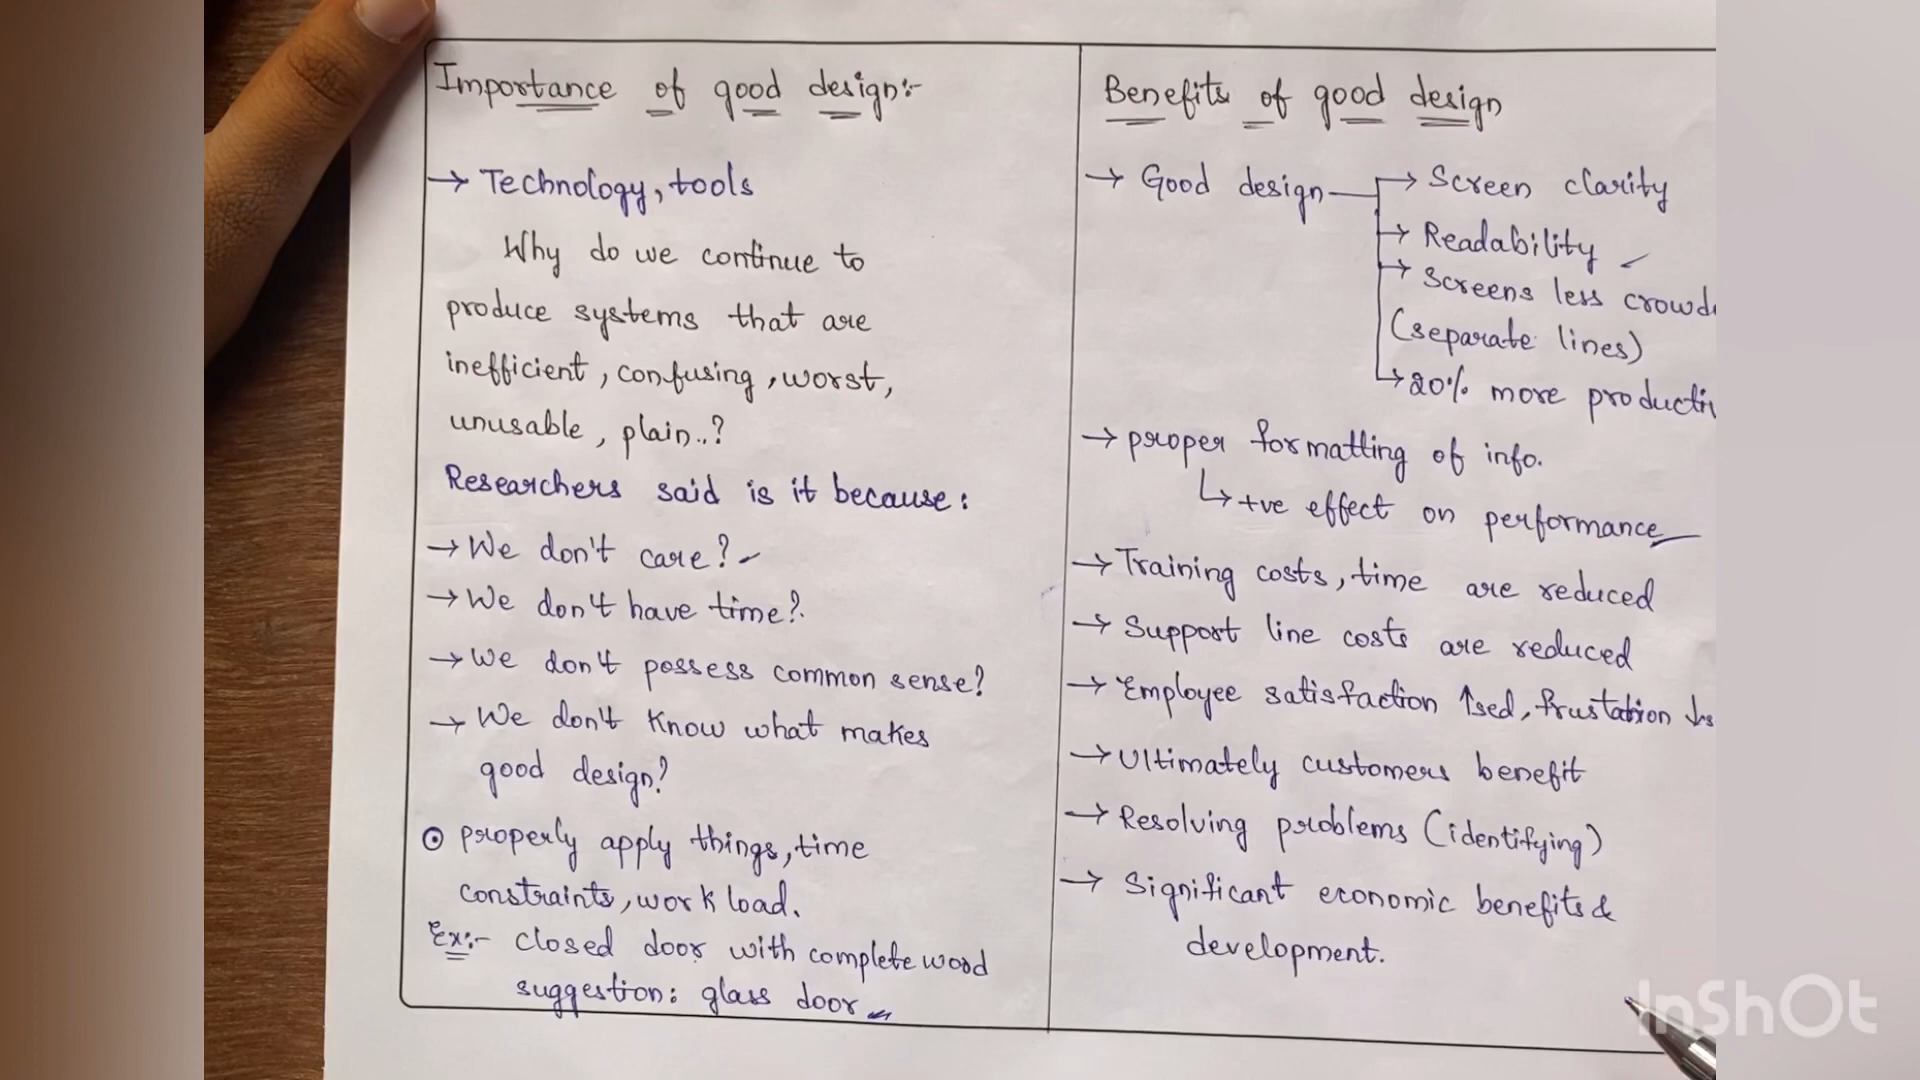 Importance of good design:-
→ Technology, tools
Why do we continue to
produce systems that are
inefficient, confusing, worst,
unusable, plain..?
Researchers said is it because:
→ We don't care?
→ We don't have time?
→ We don't possess common sense?
→ We don't know what makes
good design?
⊙ properly apply things, time
constraints, work load.
Ex:- closed door with complete wood
suggestion: glass door
Benefits of good design
→ Good design → Screen clarity
→ Readability
→ Screens less crowd
(separate lines)
→ 20% more producti
→ proper formatting of info.
↳ +ve effect on performance
→ Training costs, time are reduced
→ Support line costs are reduced
→ Employee satisfaction ↑sed, frustation ↓s
→ Ultimately customers benefit
→ Resolving problems (identifying)
→ Significant economic benefits &
development.
InShOt